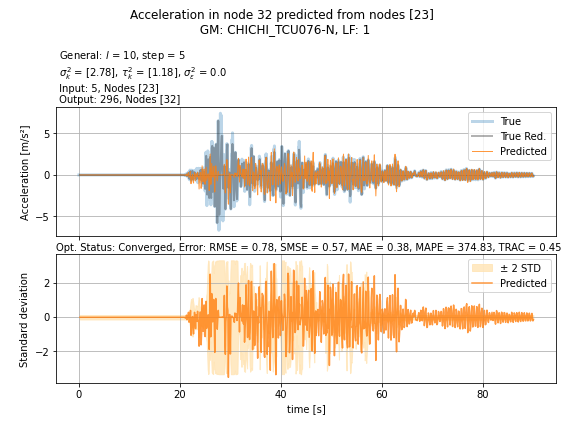 Acceleration in node 32 predicted from nodes [23]
GM: CHICHI_TCU076-N, LF: 1
General: l = 10, step = 5
σ²ₖ = [2.78], τ²ₖ = [1.18], σ²ε = 0.0
Input: 5, Nodes [23]
Output: 296, Nodes [32]
True
True Red.
Predicted
Acceleration [m/s²]
5
0
−5
Opt. Status: Converged, Error: RMSE = 0.78, SMSE = 0.57, MAE = 0.38, MAPE = 374.83, TRAC = 0.45
± 2 STD
Predicted
Standard deviation
2
0
−2
0 20 40 60 80
time [s]